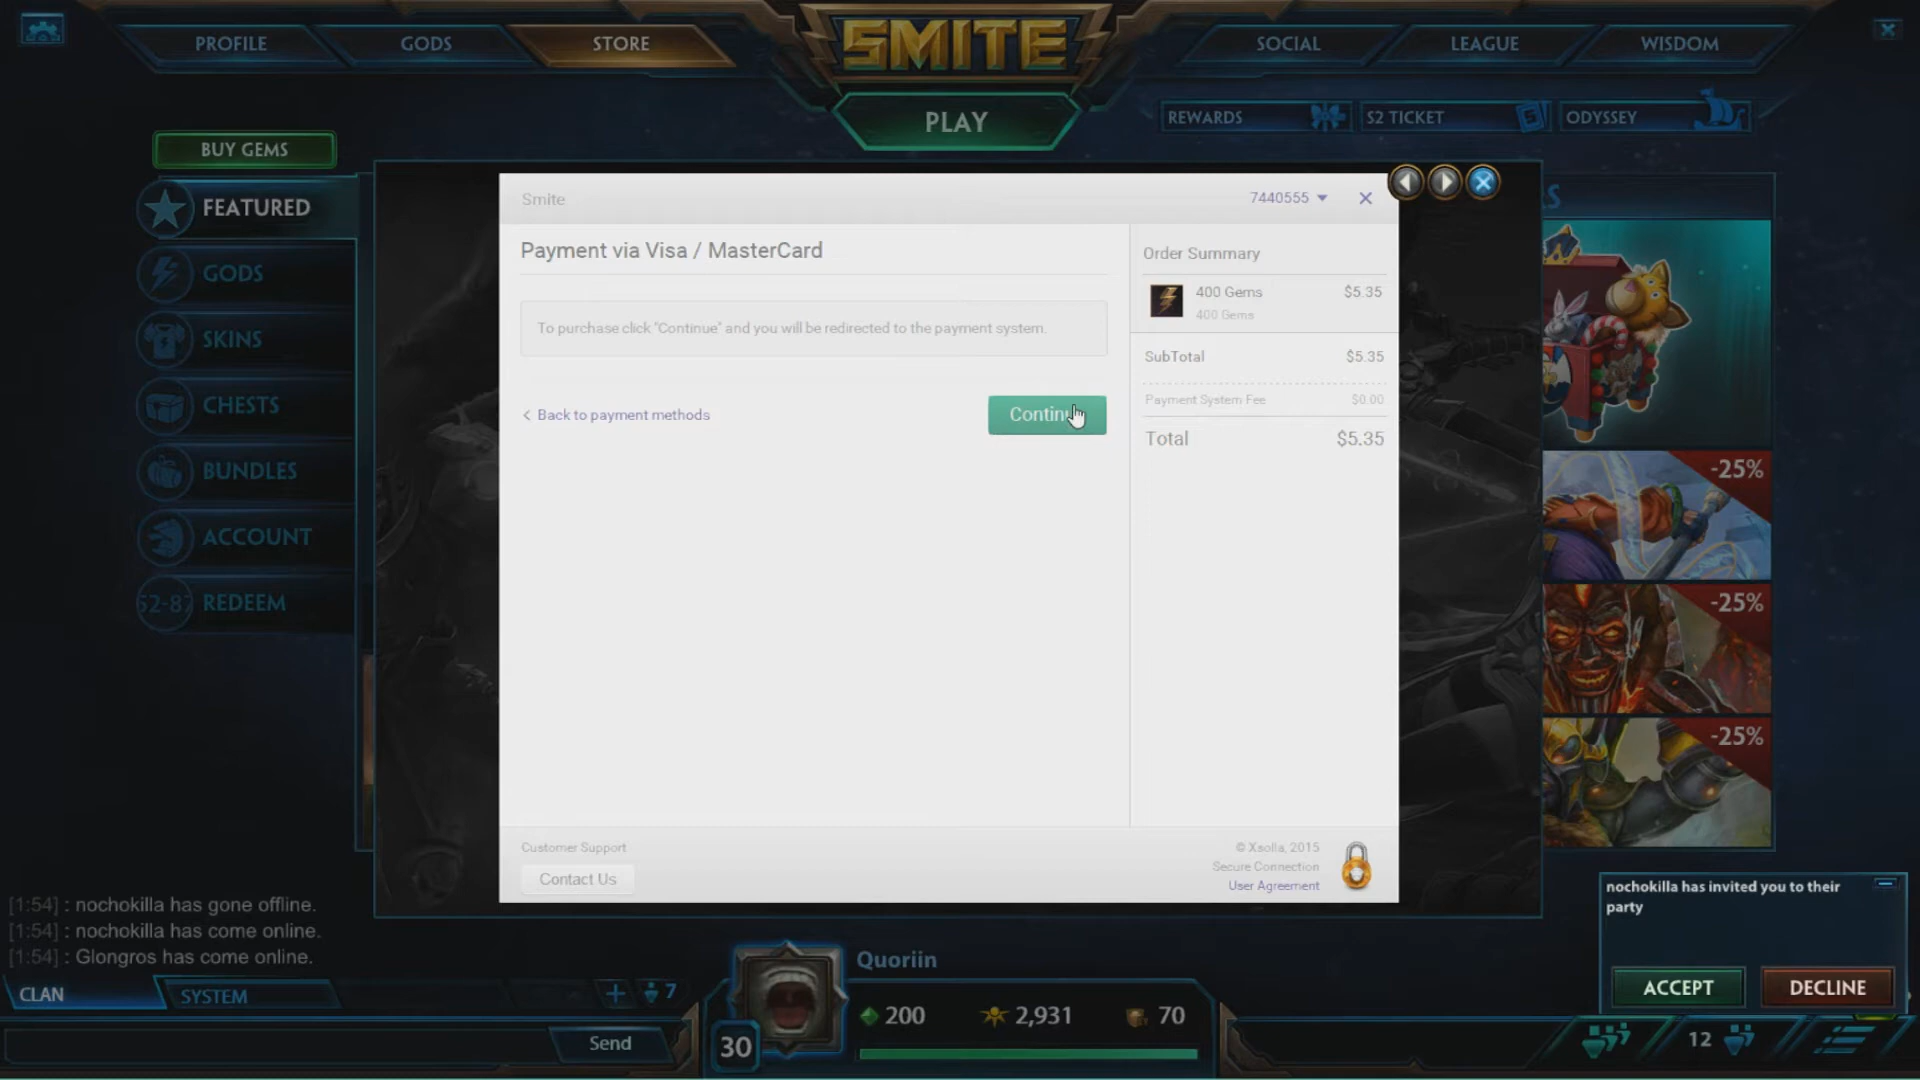 PROFILE
GODS
STORE
SMITE
SOCIAL
LEAGUE
WISDOM
PLAY
REWARDS
S2 TICKET
ODYSSEY
BUY GEMS
FEATURED
GODS
SKINS
CHESTS
BUNDLES
ACCOUNT
REDEEM
Smite
7440555
Payment via Visa / MasterCard
To purchase click "Continue" and you will be redirected to the payment system.
Back to payment methods
Continue
Order Summary
400 Gems $5.35
400 Gems
SubTotal $5.35
Payment System Fee $0.00
Total $5.35
Customer Support
Contact Us
© Xsolla, 2015
Secure Connection
User Agreement
-25%
-25%
-25%
nochokilla has invited you to their
party
ACCEPT
DECLINE
[1:54] : nochokilla has gone offline.
[1:54] : nochokilla has come online.
[1:54] : Glongros has come online.
CLAN
SYSTEM
7
Send
Quoriin
200
2,931
70
30
12